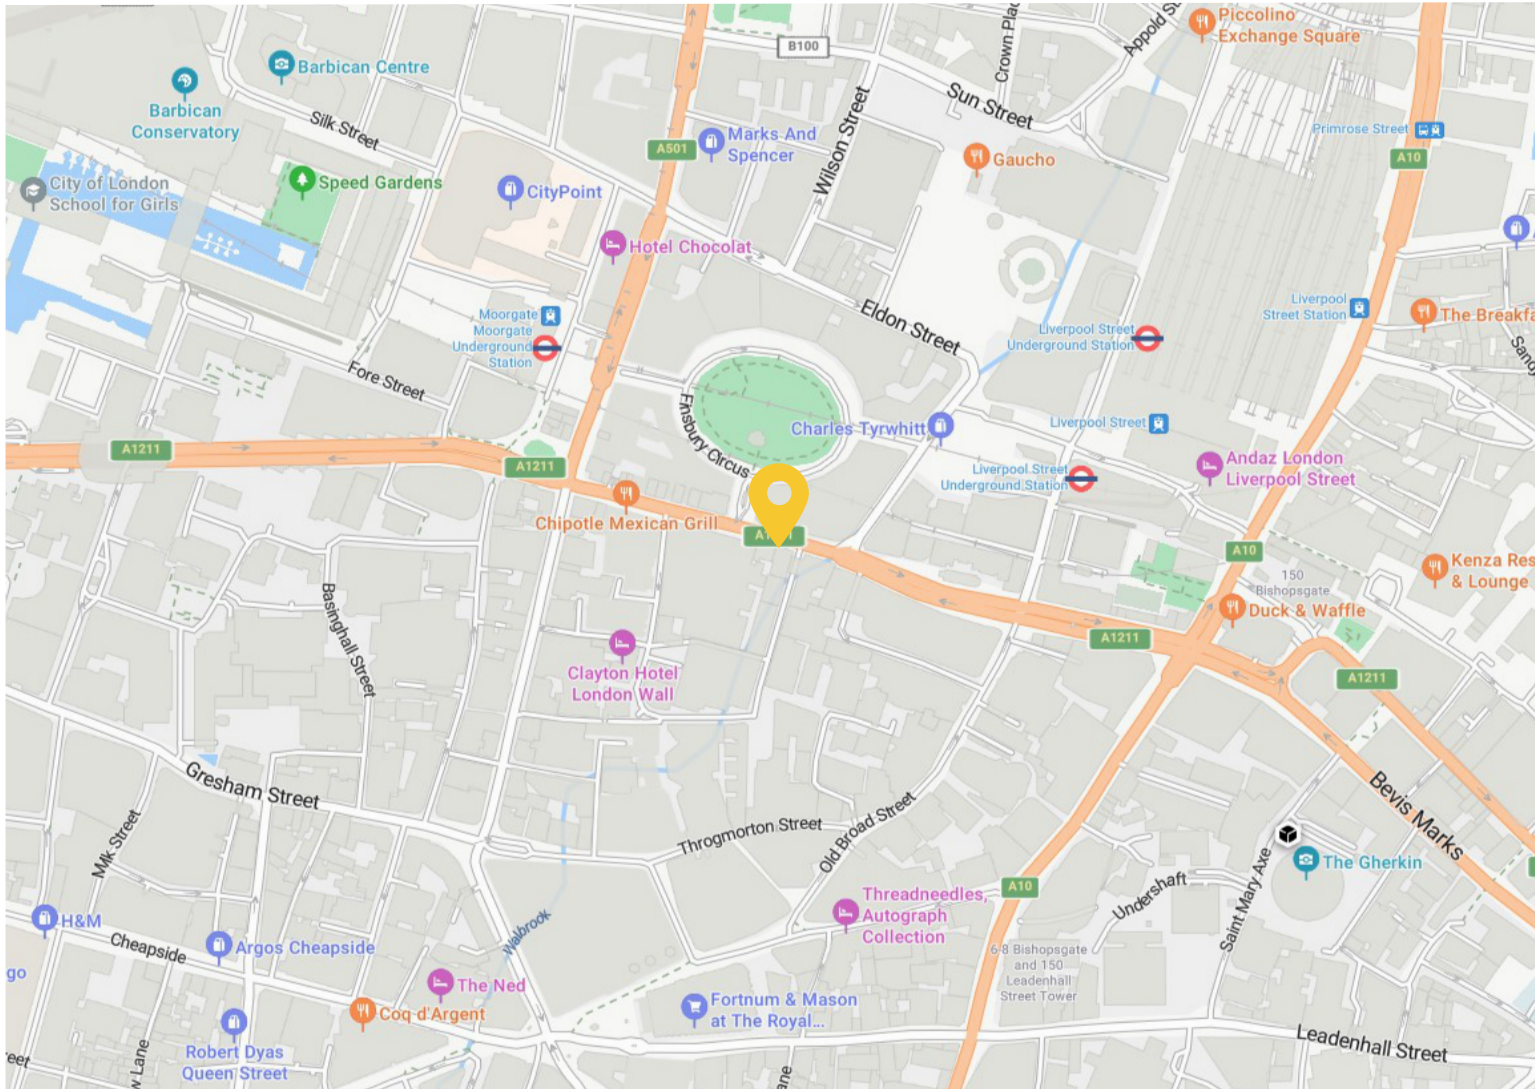 Piccolino
Exchange Square
Crown Plac
Appold St
B100
Barbican Centre
Barbican
Conservatory
Silk Street
Sun Street
Wilson Street
Marks And
Spencer
A501
Gaucho
Primrose Street
A10
City of London
School for Girls
Speed Gardens
CityPoint
Hotel Chocolat
Moorgate
Moorgate
Underground
Station
Eldon Street
Liverpool Street
Underground Station
Liverpool
Street Station
The Breakfa
Sandy
Fore Street
Finsbury Circus
Charles Tyrwhitt
Liverpool Street
A1211
A1211
Liverpool Street
Underground Station
Andaz London
Liverpool Street
Chipotle Mexican Grill
A10
Kenza Res
& Lounge
150
Bishopsgate
Duck & Waffle
Basinghall Street
A1211
Clayton Hotel
London Wall
A1211
Gresham Street
Milk Street
Throgmorton Street
Old Broad Street
Bevis Marks
The Gherkin
Saint Mary Axe
Undershaft
A10
Threadneedles,
Autograph
Collection
H&M
Cheapside
Argos Cheapside
Walbrook
6-8 Bishopsgate
and 150
Leadenhall
Street Tower
go
The Ned
Coq d'Argent
Fortnum & Mason
at The Royal...
Robert Dyas
Queen Street
Leadenhall Street
reet
w Lane
ane